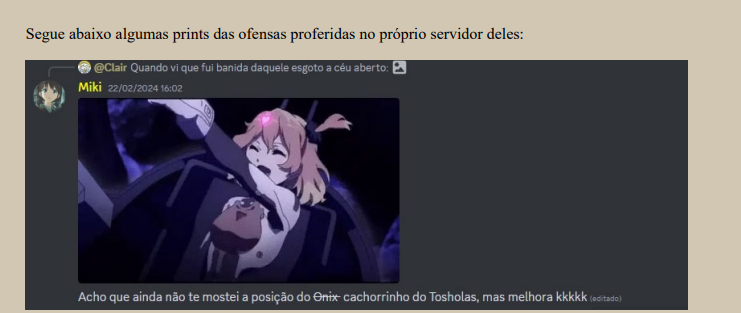 Segue abaixo algumas prints das ofensas proferidas no próprio servidor deles:
@Clair Quando vi que fui banida daquele esgoto a céu aberto:
Miki 22/02/2024 16:02
Acho que ainda não te mostei a posição do Onix cachorrinho do Tosholas, mas melhora kkkkk (editado)